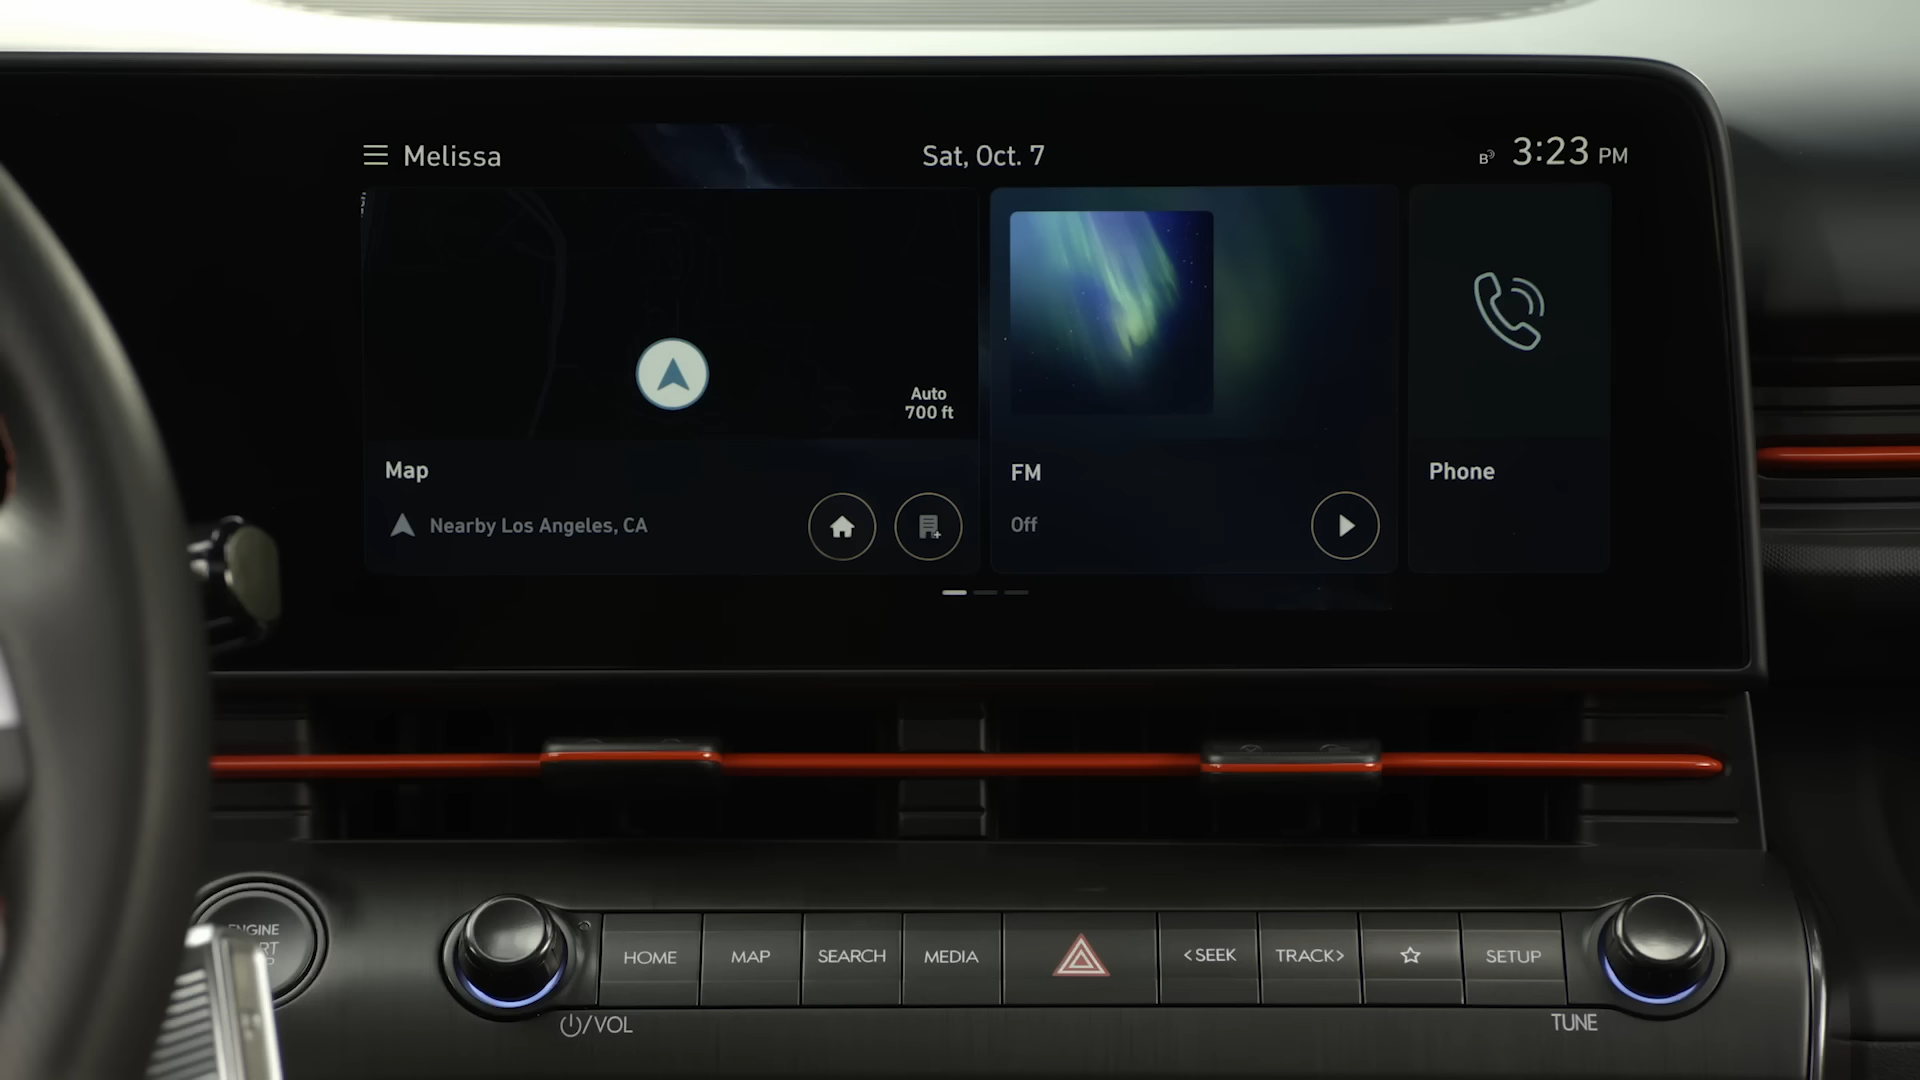 Melissa
Sat, Oct. 7
B 3:23 PM
Auto
700 ft
Map
Nearby Los Angeles, CA
FM
Off
Phone
ENGINE
HOME
MAP
SEARCH
MEDIA
<SEEK
TRACK>
SETUP
/VOL
TUNE